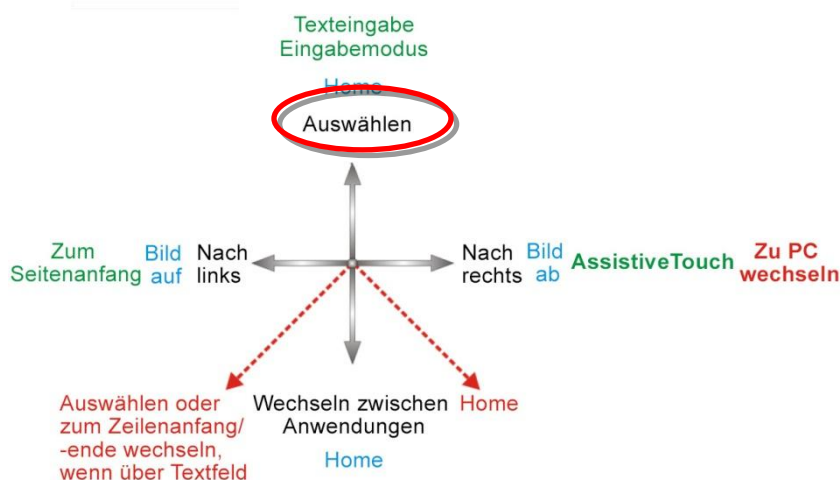 Texteingabe
Eingabemodus
Home
Auswählen
Zum
Seitenanfang
Bild
auf
Nach
links
Nach
rechts
Bild
ab
AssistiveTouch
Zu PC
wechseln
Auswählen oder
zum Zeilenanfang/
-ende wechseln,
wenn über Textfeld
Wechseln zwischen
Anwendungen
Home
Home